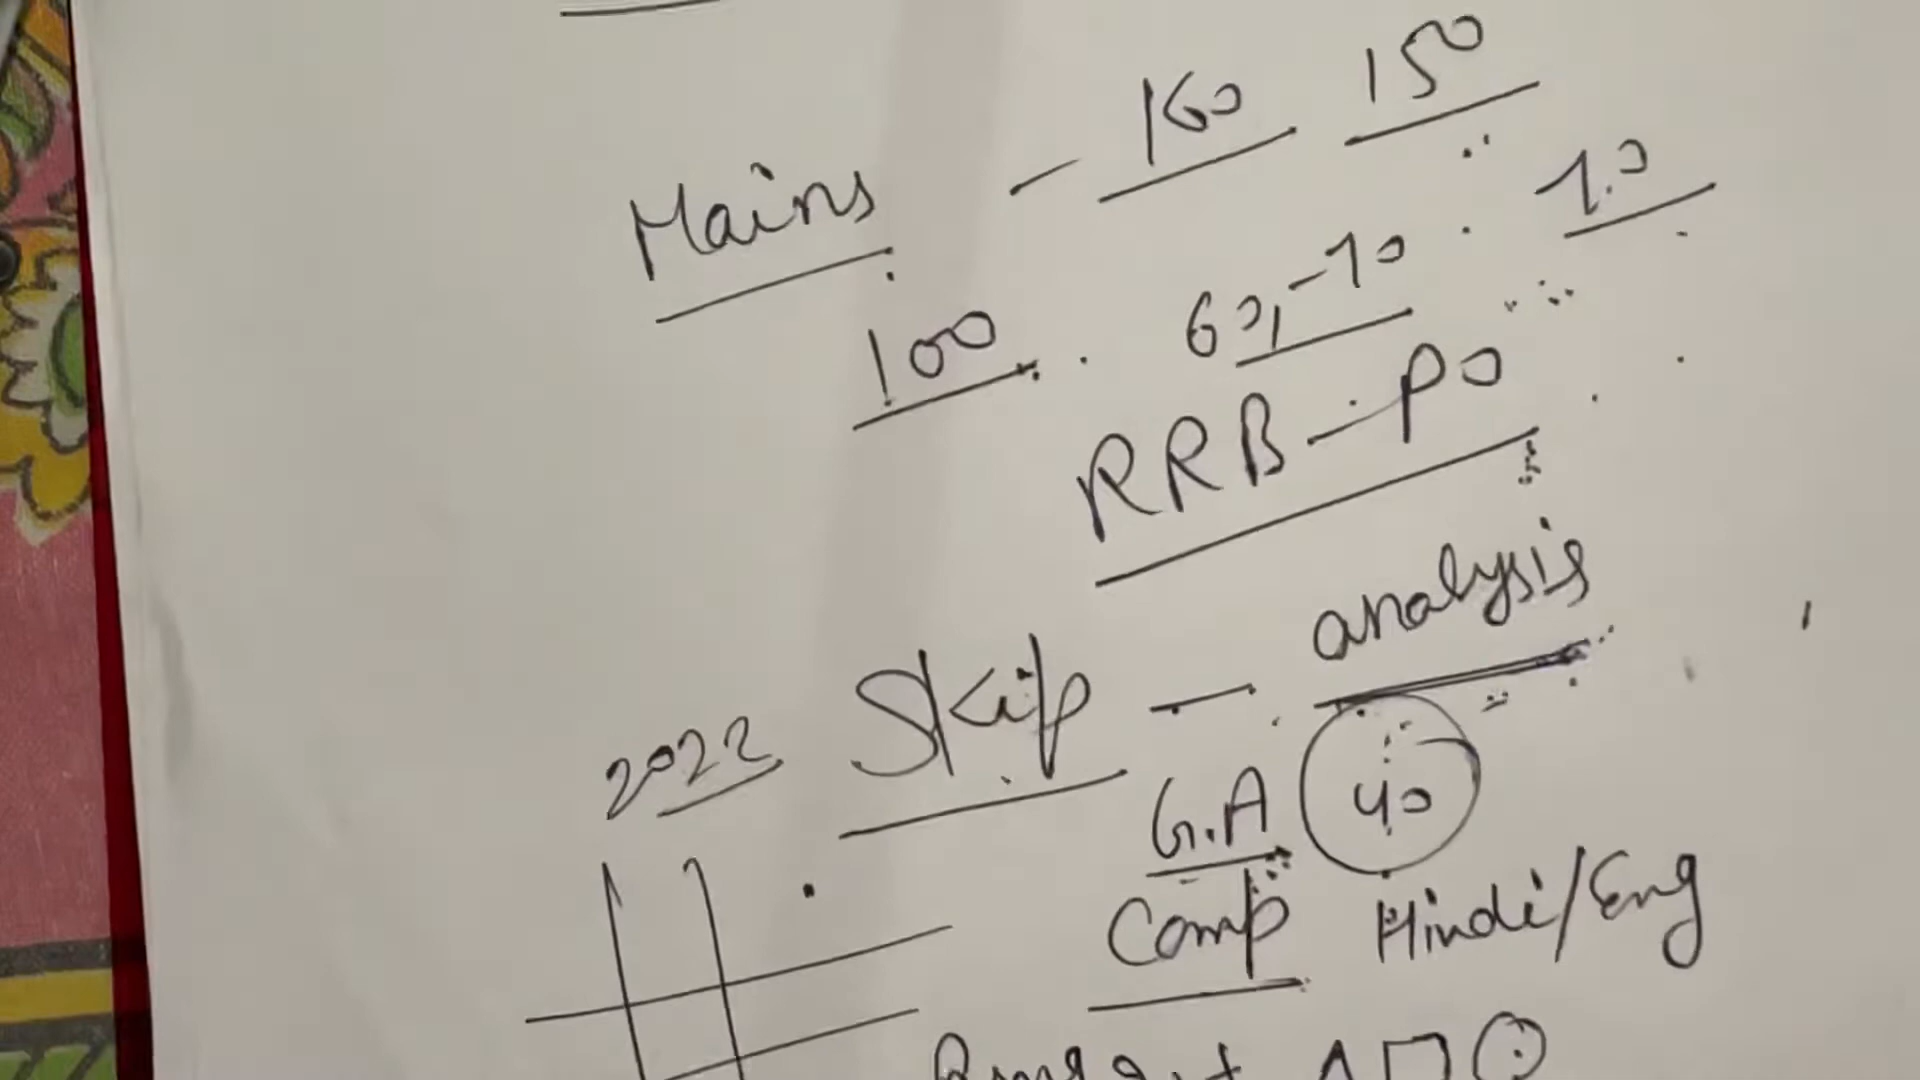 Mains - 160 150
100 60,-70 70
RRB-PO
Skip - analysis
2022
G.A 40
Comp Hindi/Eng